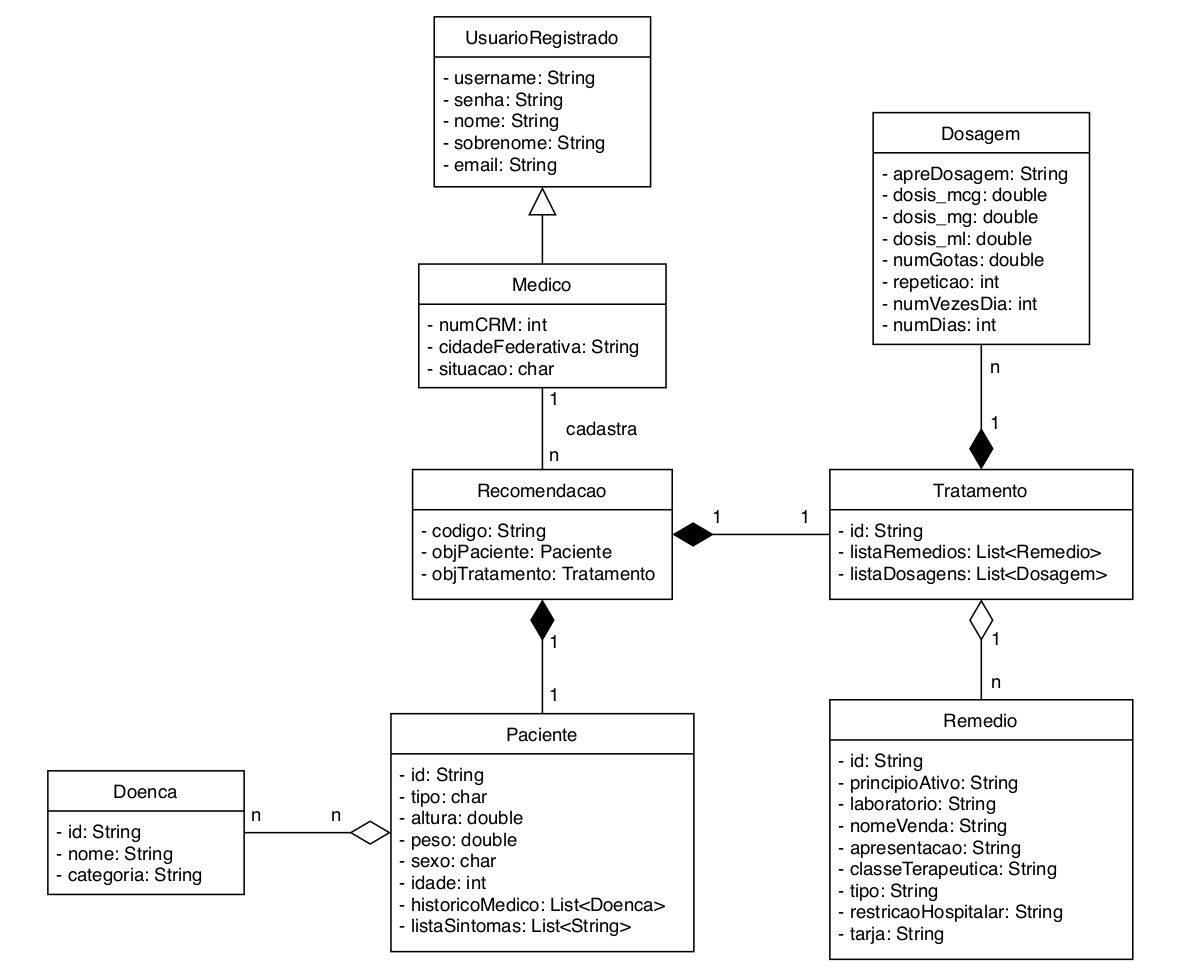 UsuarioRegistrado
- username: String
- senha: String
- nome: String
- sobrenome: String
- email: String
Dosagem
- apreDosagem: String
- dosis_mcg: double
- dosis_mg: double
- dosis_ml: double
- numGotas: double
- repeticao: int
- numVezesDia: int
- numDias: int
Medico
- numCRM: int
- cidadeFederativa: String
- situacao: char
1
cadastra
n
n
1
Recomendacao
- codigo: String
- objPaciente: Paciente
- objTratamento: Tratamento
1
1
Tratamento
- id: String
- listaRemedios: List<Remedio>
- listaDosagens: List<Dosagem>
1
1
1
n
Paciente
- id: String
- tipo: char
- altura: double
- peso: double
- sexo: char
- idade: int
- historicoMedico: List<Doenca>
- listaSintomas: List<String>
Doenca
- id: String
- nome: String
- categoria: String
n
n
Remedio
- id: String
- principioAtivo: String
- laboratorio: String
- nomeVenda: String
- apresentacao: String
- classeTerapeutica: String
- tipo: String
- restricaoHospitalar: String
- tarja: String